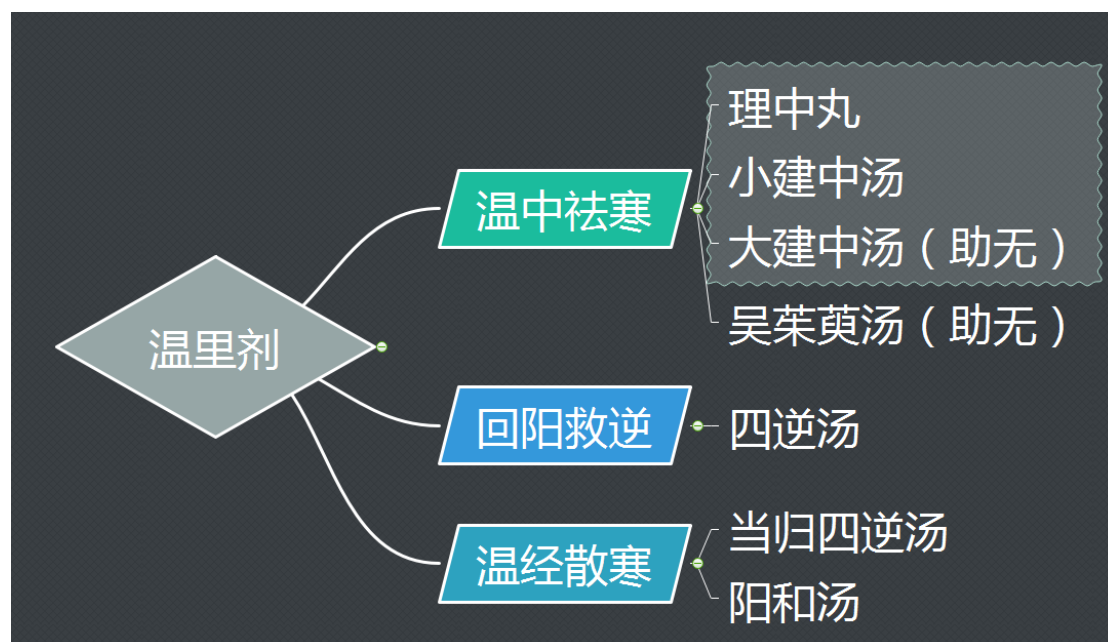 温里剂
温中祛寒
理中丸
小建中汤
大建中汤（助无）
吴茱萸汤（助无）
回阳救逆
四逆汤
温经散寒
当归四逆汤
阳和汤